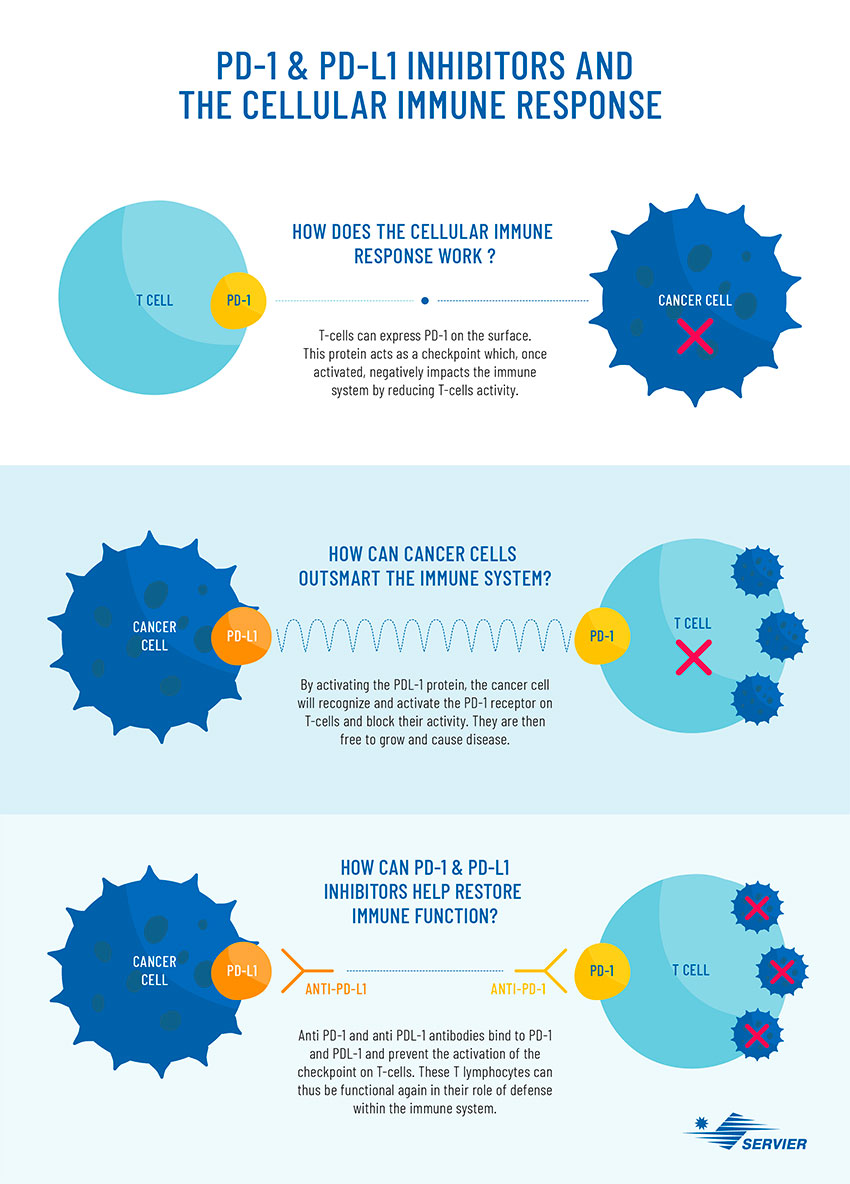 PD-1 & PD-L1 INHIBITORS AND
THE CELLULAR IMMUNE RESPONSE
HOW DOES THE CELLULAR IMMUNE
RESPONSE WORK ?
T CELL
PD-1
CANCER CELL
T-cells can express PD-1 on the surface.
This protein acts as a checkpoint which, once
activated, negatively impacts the immune
system by reducing T-cells activity.
HOW CAN CANCER CELLS
OUTSMART THE IMMUNE SYSTEM?
CANCER
CELL
PD-L1
PD-1
T CELL
By activating the PDL-1 protein, the cancer cell
will recognize and activate the PD-1 receptor on
T-cells and block their activity. They are then
free to grow and cause disease.
HOW CAN PD-1 & PD-L1
INHIBITORS HELP RESTORE
IMMUNE FUNCTION?
CANCER
CELL
PD-L1
ANTI-PD-L1
ANTI-PD-1
PD-1
T CELL
Anti PD-1 and anti PDL-1 antibodies bind to PD-1
and PDL-1 and prevent the activation of the
checkpoint on T-cells. These T lymphocytes can
thus be functional again in their role of defense
within the immune system.
SERVIER